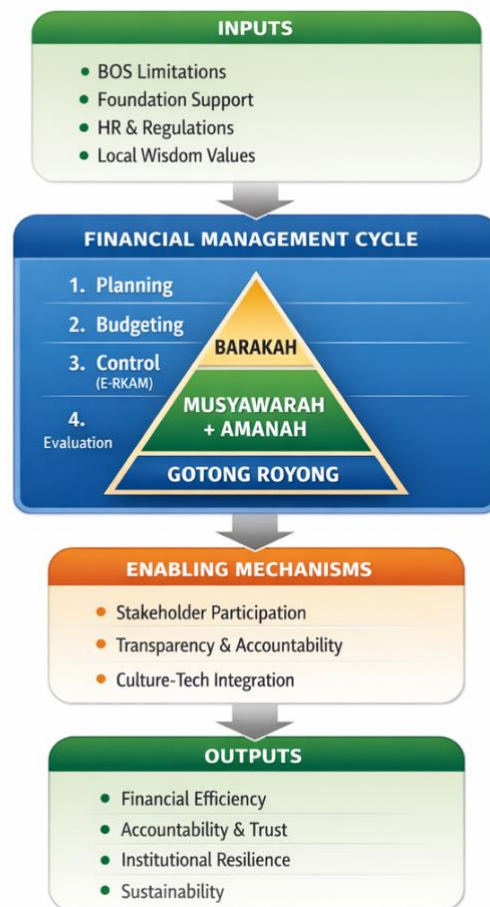 INPUTS
• BOS Limitations
• Foundation Support
• HR & Regulations
• Local Wisdom Values
FINANCIAL MANAGEMENT CYCLE
1. Planning
2. Budgeting
3. Control
(E-RKAM)
4.
Evaluation
BARAKAH
MUSYAWARAH
+ AMANAH
GOTONG ROYONG
ENABLING MECHANISMS
• Stakeholder Participation
• Transparency & Accountability
• Culture-Tech Integration
OUTPUTS
• Financial Efficiency
• Accountability & Trust
• Institutional Resilience
• Sustainability